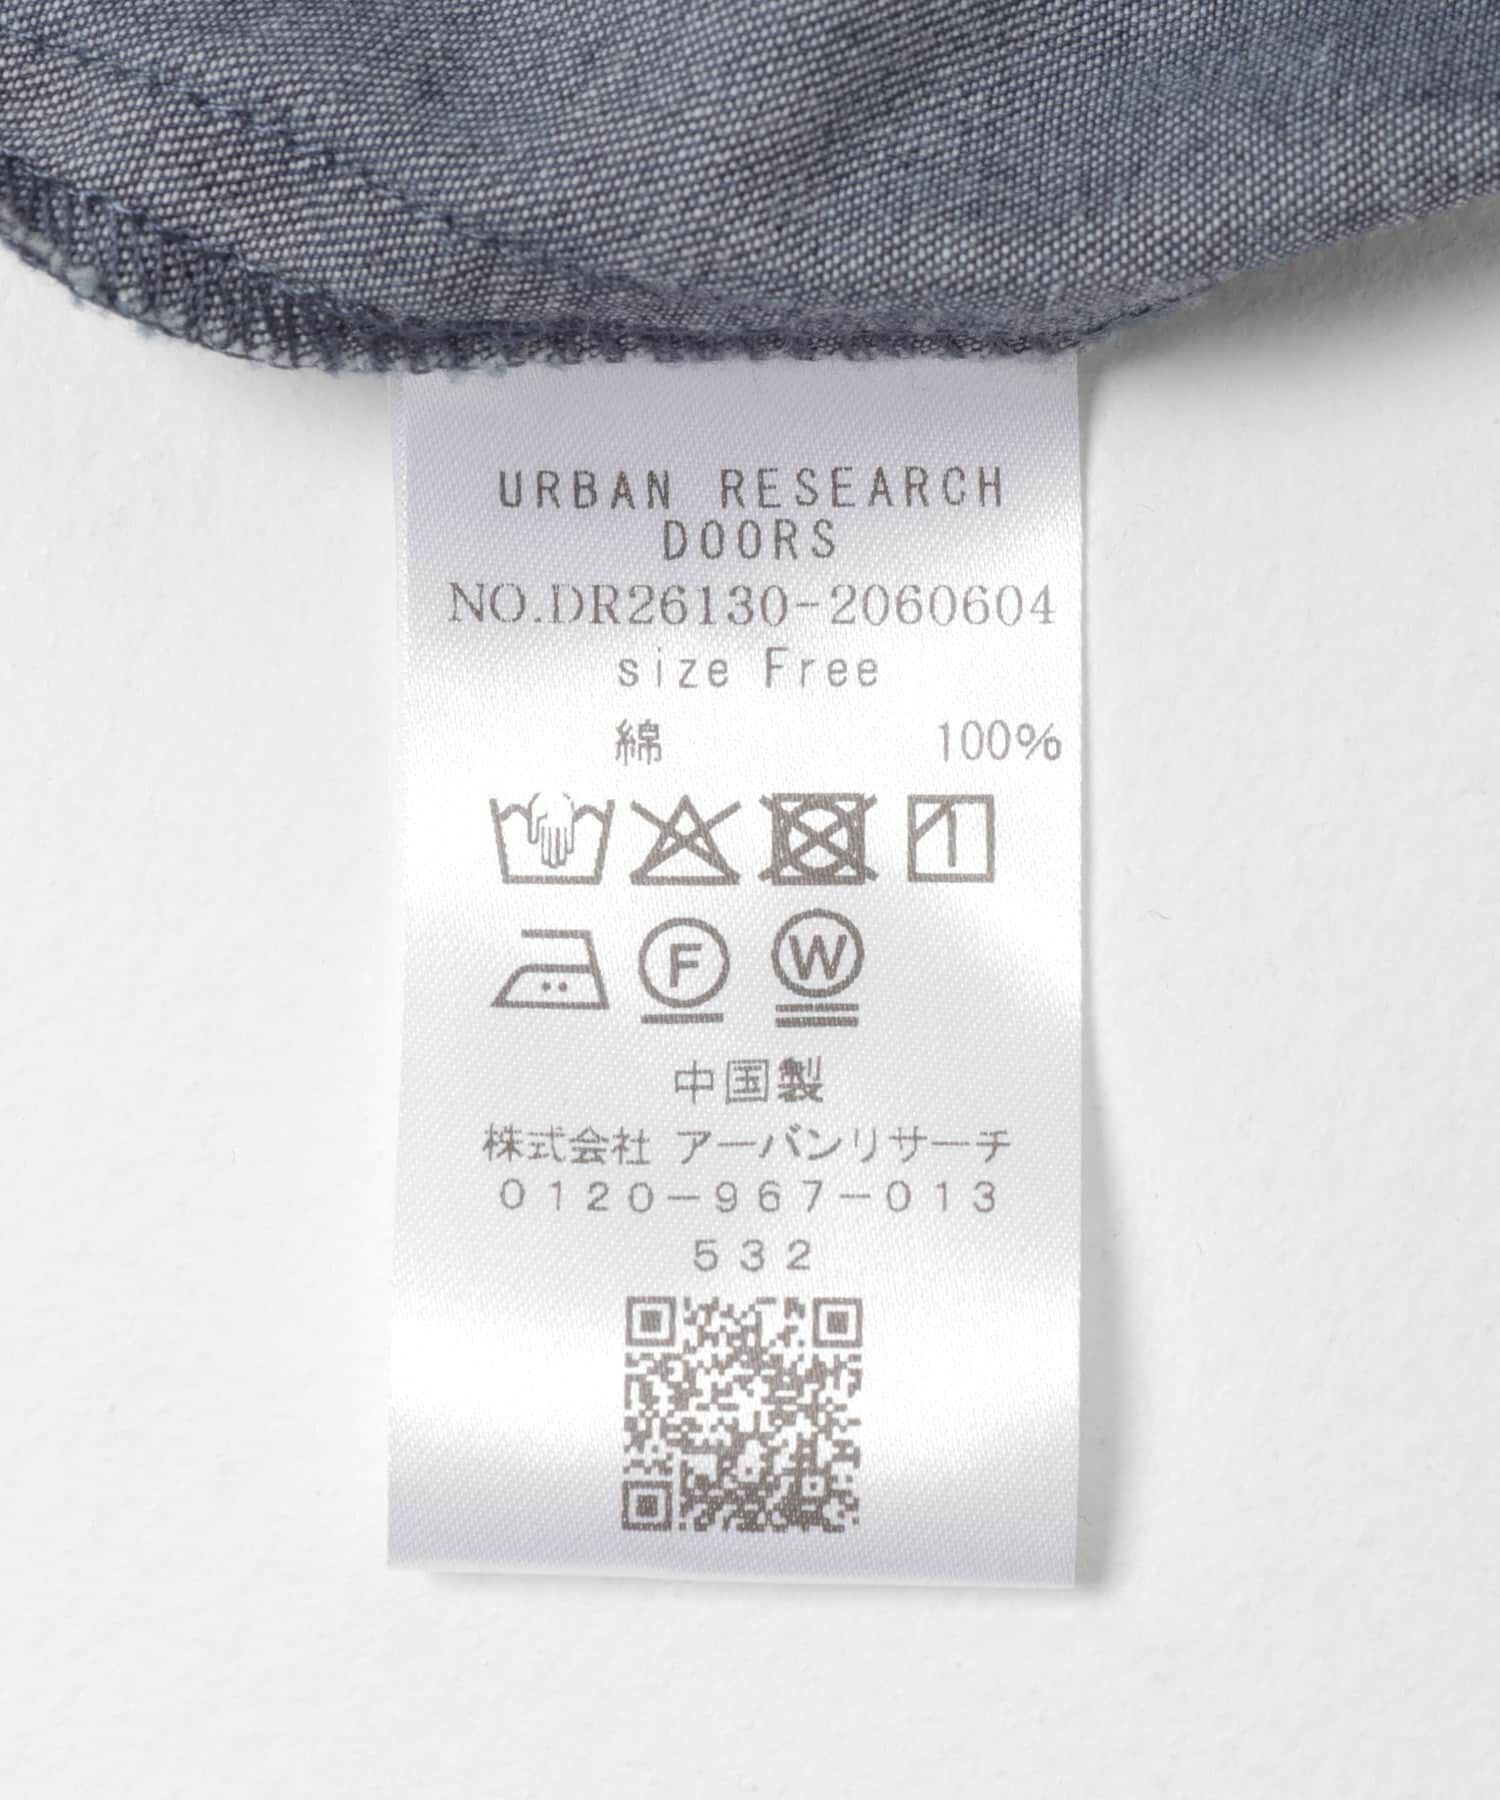 URBAN RESEARCH
DOORS
NO.DR26130-2060604
size Free
綿 100%
F W
中国製
株式会社 アーバンリサーチ
0120-967-013
532